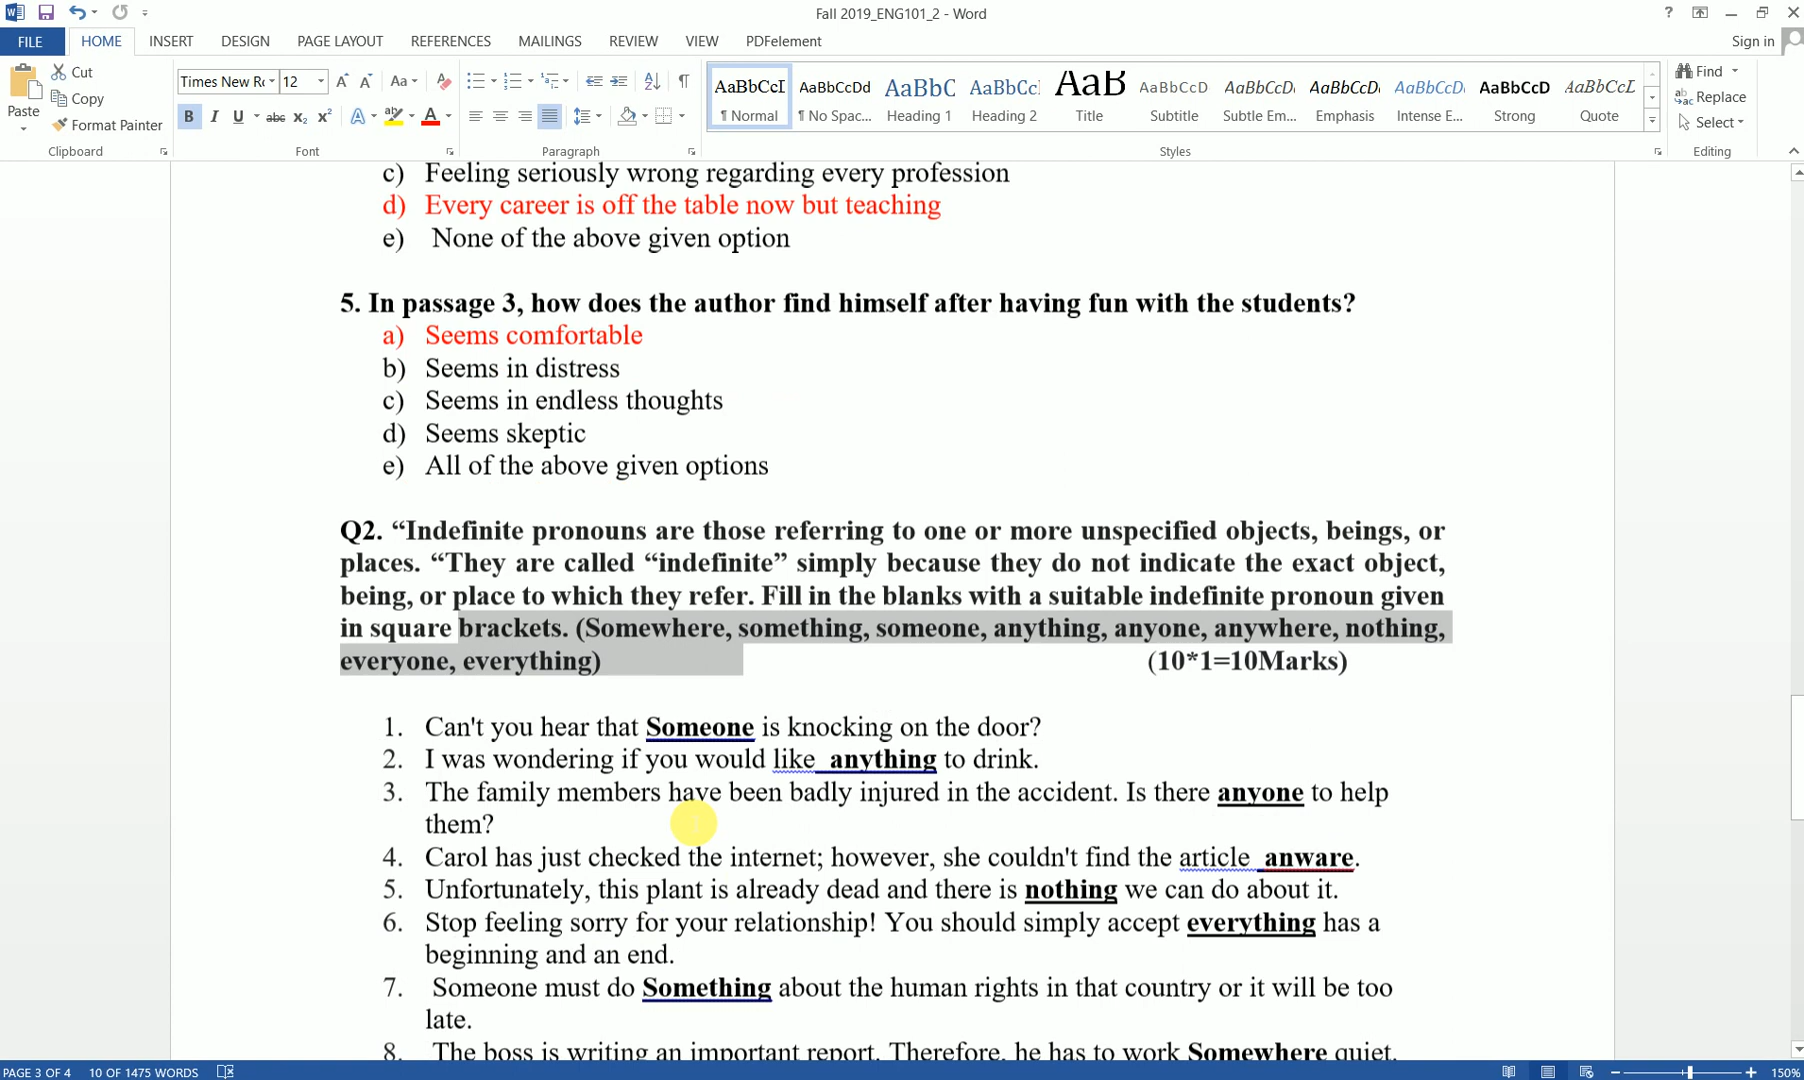 Fall 2019_ENG101_2 - Word
FILE HOME INSERT DESIGN PAGE LAYOUT REFERENCES MAILINGS REVIEW VIEW PDFelement Sign in
Paste Cut Copy Format Painter
Times New Ro 12
AaBbCcI AaBbCcDd AaBbC AaBbCcl AaB AaBbCcD AaBbCcDi AaBbCcDi AaBbCcDi AaBbCcDi AaBbCcL
¶ Normal ¶ No Spac... Heading 1 Heading 2 Title Subtitle Subtle Em... Emphasis Intense E... Strong Quote
Find
Replace
Select
Clipboard Font Paragraph Styles Editing
c) Feeling seriously wrong regarding every profession
d) Every career is off the table now but teaching
e) None of the above given option
5. In passage 3, how does the author find himself after having fun with the students?
a) Seems comfortable
b) Seems in distress
c) Seems in endless thoughts
d) Seems skeptic
e) All of the above given options
Q2. “Indefinite pronouns are those referring to one or more unspecified objects, beings, or
places. “They are called “indefinite” simply because they do not indicate the exact object,
being, or place to which they refer. Fill in the blanks with a suitable indefinite pronoun given
in square brackets. (Somewhere, something, someone, anything, anyone, anywhere, nothing,
everyone, everything) (10*1=10Marks)
1. Can't you hear that Someone is knocking on the door?
2. I was wondering if you would like_ anything to drink.
3. The family members have been badly injured in the accident. Is there anyone to help
them?
4. Carol has just checked the internet; however, she couldn't find the article _anware.
5. Unfortunately, this plant is already dead and there is nothing we can do about it.
6. Stop feeling sorry for your relationship! You should simply accept everything has a
beginning and an end.
7. Someone must do Something about the human rights in that country or it will be too
late.
8. The boss is writing an important report. Therefore, he has to work Somewhere quiet.
PAGE 3 OF 4 10 OF 1475 WORDS 150%